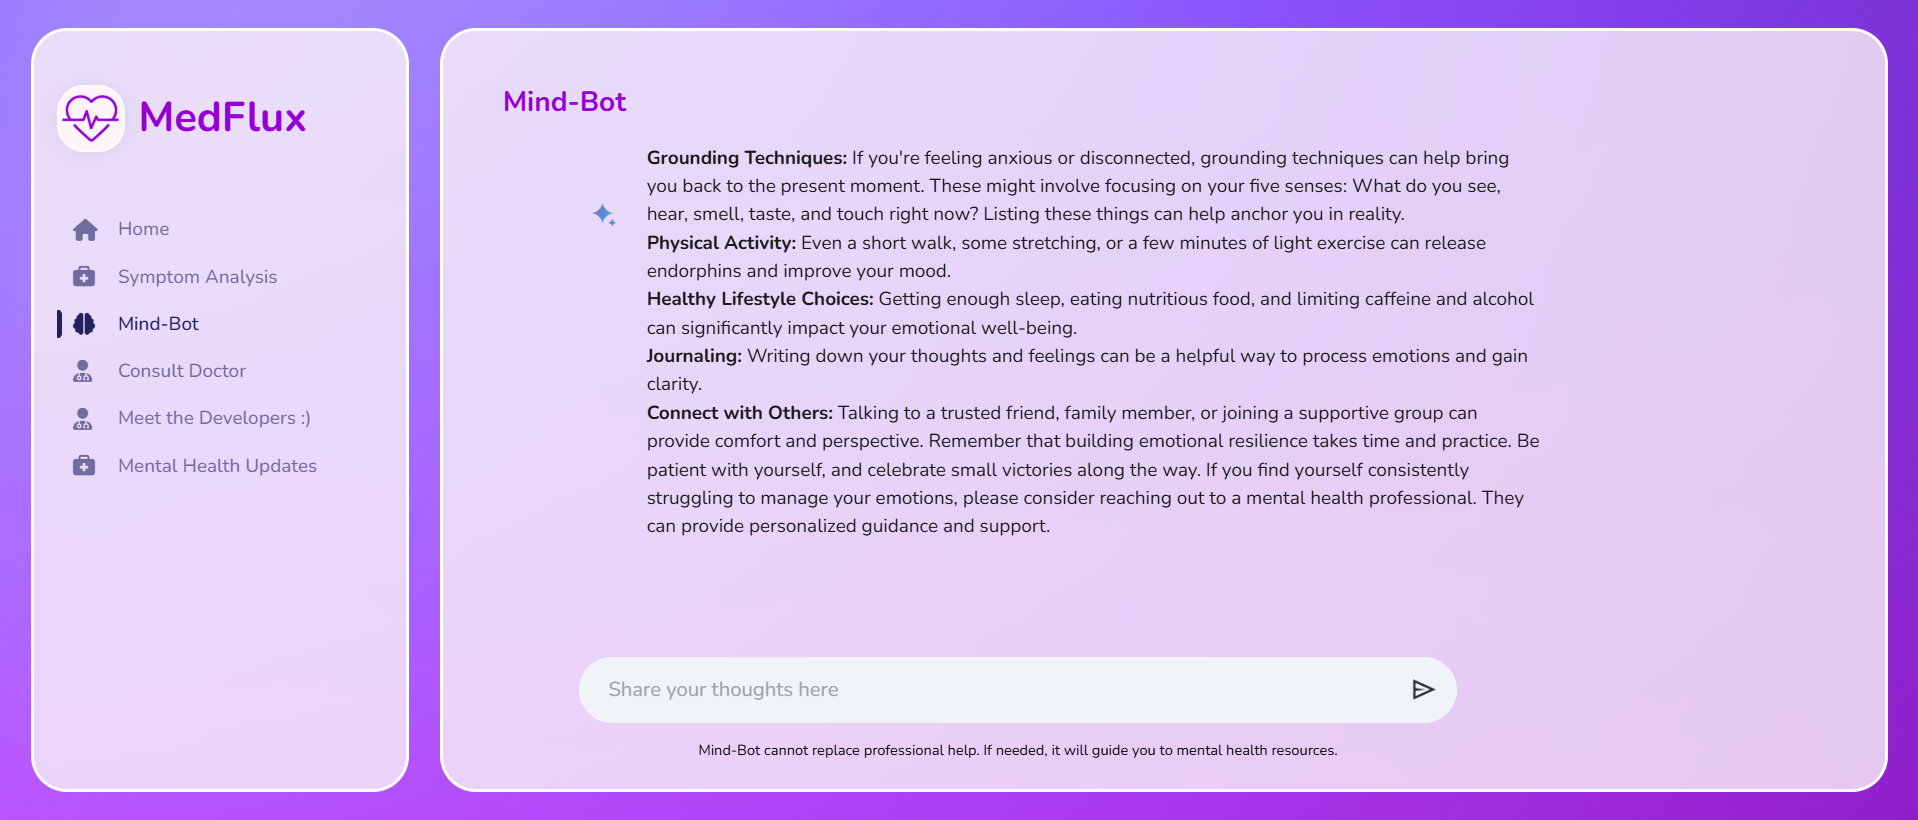 MedFlux
Home
Symptom Analysis
Mind-Bot
Consult Doctor
Meet the Developers :)
Mental Health Updates
Mind-Bot
Grounding Techniques: If you're feeling anxious or disconnected, grounding techniques can help bring
you back to the present moment. These might involve focusing on your five senses: What do you see,
hear, smell, taste, and touch right now? Listing these things can help anchor you in reality.
Physical Activity: Even a short walk, some stretching, or a few minutes of light exercise can release
endorphins and improve your mood.
Healthy Lifestyle Choices: Getting enough sleep, eating nutritious food, and limiting caffeine and alcohol
can significantly impact your emotional well-being.
Journaling: Writing down your thoughts and feelings can be a helpful way to process emotions and gain
clarity.
Connect with Others: Talking to a trusted friend, family member, or joining a supportive group can
provide comfort and perspective. Remember that building emotional resilience takes time and practice. Be
patient with yourself, and celebrate small victories along the way. If you find yourself consistently
struggling to manage your emotions, please consider reaching out to a mental health professional. They
can provide personalized guidance and support.
Share your thoughts here
Mind-Bot cannot replace professional help. If needed, it will guide you to mental health resources.